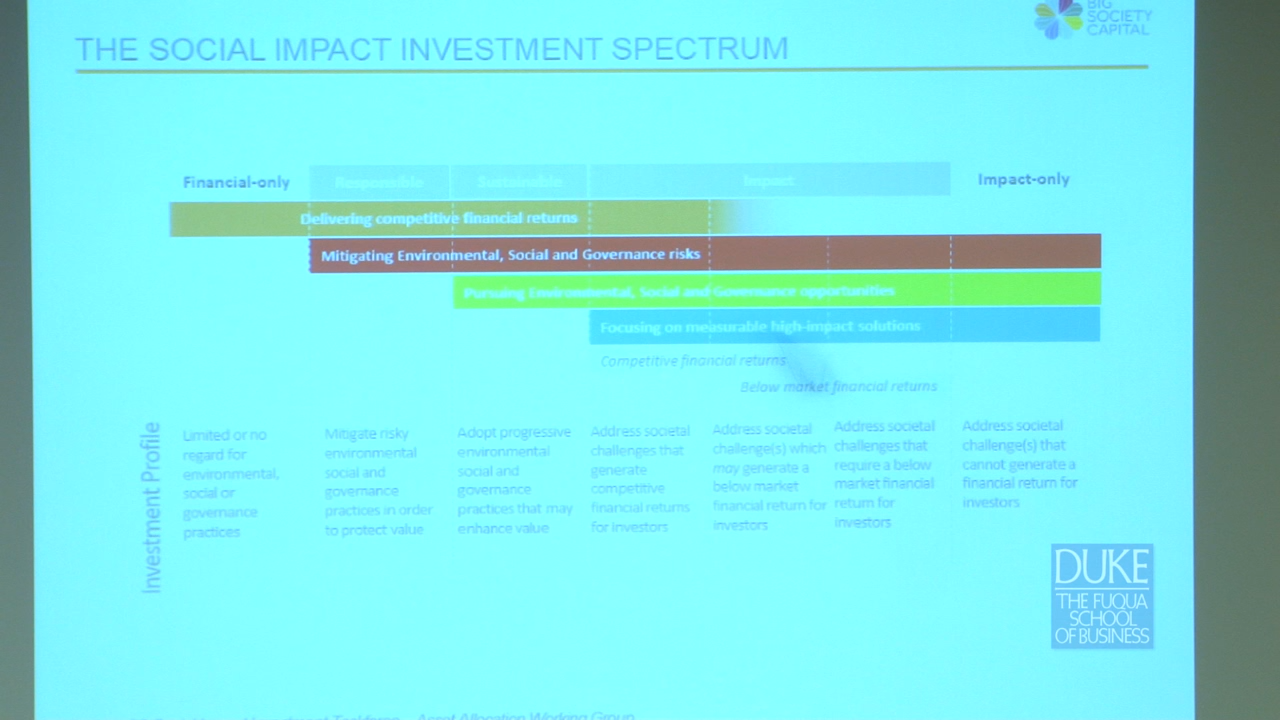 BIG
SOCIETY
CAPITAL
THE SOCIAL IMPACT INVESTMENT SPECTRUM
Financial-only
Responsible
Sustainable
Impact
Impact-only
Delivering competitive financial returns
Mitigating Environmental, Social and Governance risks
Pursuing Environmental, Social and Governance opportunities
Focusing on measurable high-impact solutions
Competitive financial returns
Below market financial returns
Investment Profile
Limited or no
regard for
environmental,
social or
governance
practices
Mitigate risky
environmental
social and
governance
practices in order
to protect value
Adopt progressive
environmental
social and
governance
practices that may
enhance value
Address societal
challenges that
generate
competitive
financial returns
for investors
Address societal
challenge(s) which
may generate a
below market
financial return for
investors
Address societal
challenges that
require a below
market financial
return for
investors
Address societal
challenge(s) that
cannot generate a
financial return for
investors
DUKE
THE FUQUA
SCHOOL
OF BUSINESS
Investment Taskforce Asset Allocation Working Group